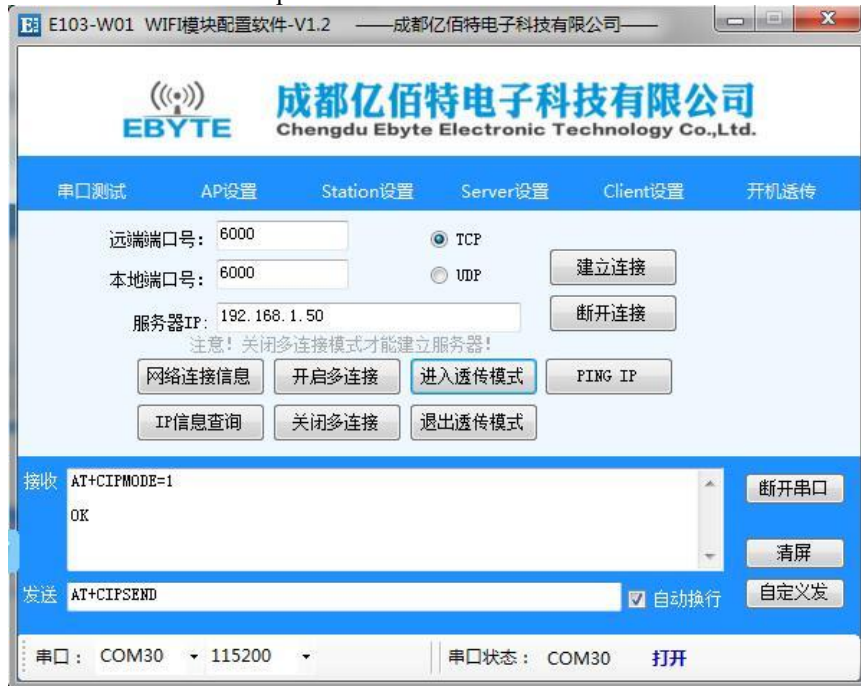 E103-W01 WIFI模块配置软件-V1.2 ——成都亿佰特电子科技有限公司——
EBYTE
成都亿佰特电子科技有限公司
Chengdu Ebyte Electronic Technology Co.,Ltd.
串口测试 AP设置 Station设置 Server设置 Client设置 开机透传
远端端口号: 6000 TCP
本地端口号: 6000 UDP 建立连接
服务器IP: 192.168.1.50 断开连接
注意! 关闭多连接模式才能建立服务器!
网络连接信息 开启多连接 进入透传模式 PING IP
IP信息查询 关闭多连接 退出透传模式
接收 AT+CIPMODE=1 断开串口
OK
清屏
发送 AT+CIPSEND 自动换行 自定义发
串口: COM30 115200 串口状态: COM30 打开